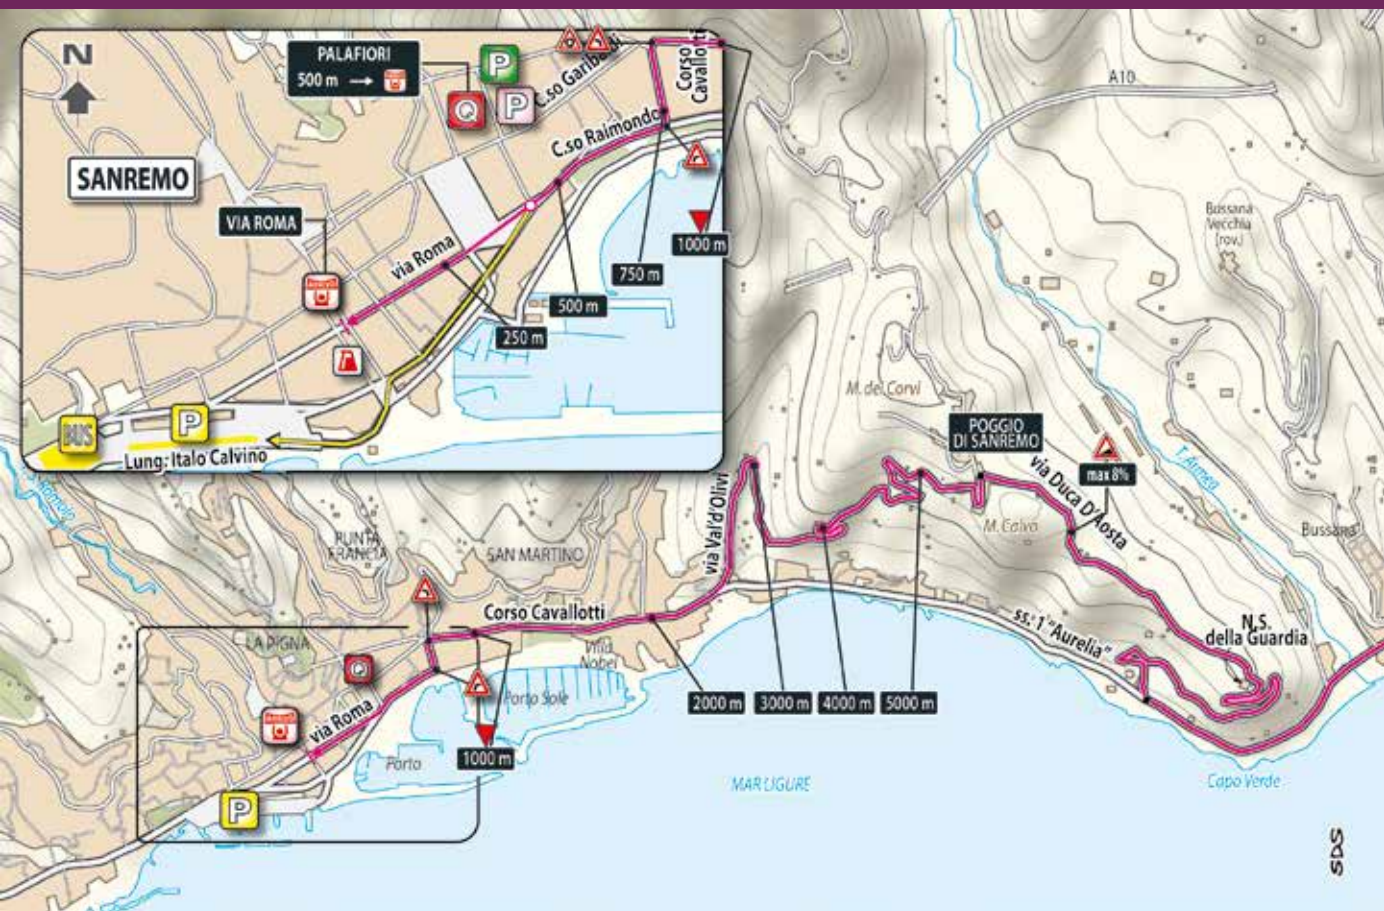 N
PALAFIORI
500 m
Q
P
P
C.so Garibaldi
Corso
Cavallotti
C.so Raimondo
SANREMO
VIA ROMA
via Roma
1000 m
750 m
500 m
250 m
BUS
P
Lung. Italo Calvino
A10
Bussana
Vecchia
(rov.)
M. dei Corvi
POGGIO
DI SANREMO
via Duca D'Aosta
max 8%
T. Armea
Bussana
M. Calvo
via Val d'Olivi
S. Romolo
PUNTA
FRANCIA
SAN MARTINO
Corso Cavallotti
LA PIGNA
Villa
Nobel
ss. 1 "Aurelia"
N.S.
della Guardia
Q
via Roma
Porto Sole
Porto
1000 m
2000 m
3000 m
4000 m
5000 m
P
MAR LIGURE
Capo Verde
SDS